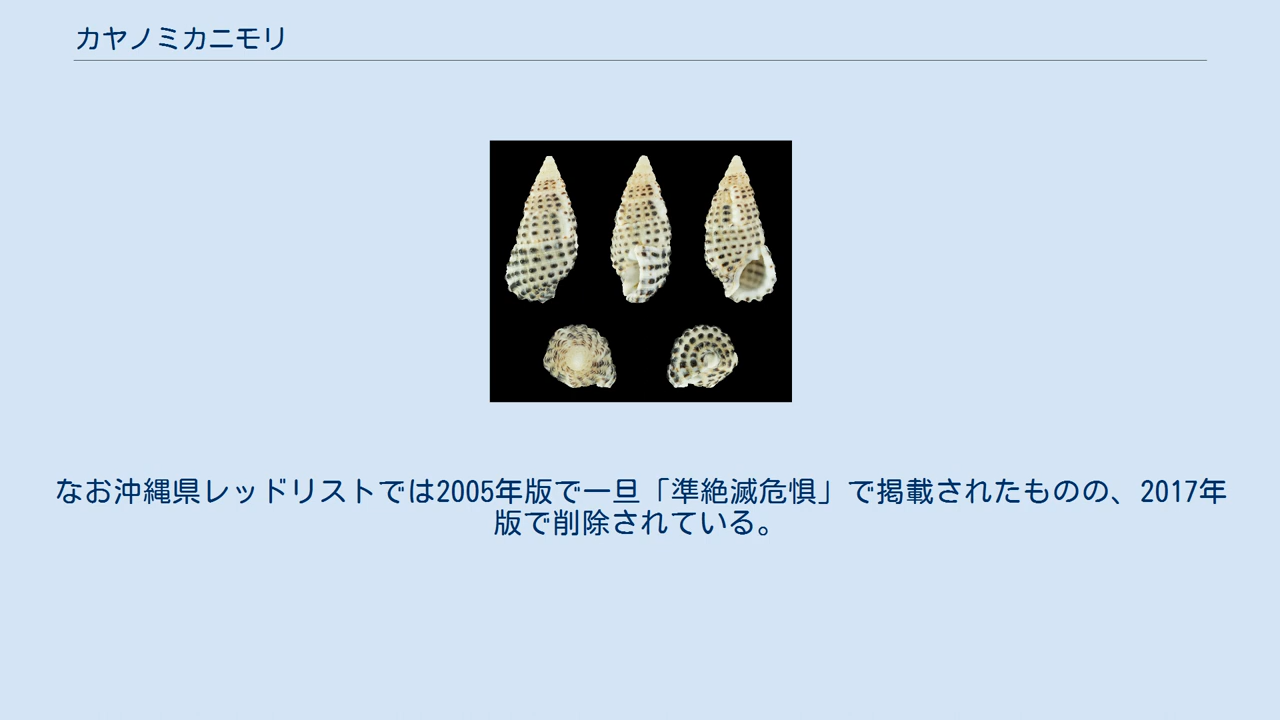 カヤノミカニモリ
なお沖縄県レッドリストでは2005年版で一旦「準絶滅危惧」で掲載されたものの、2017年
版で削除されている。